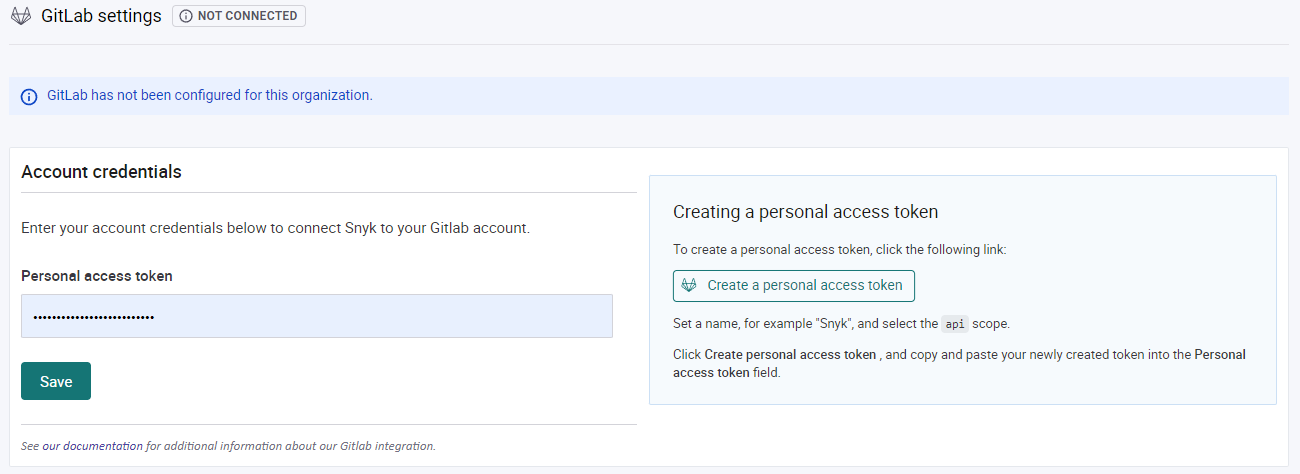 GitLab settings
NOT CONNECTED
GitLab has not been configured for this organization.
Account credentials
Enter your account credentials below to connect Snyk to your Gitlab account.
Personal access token
••••••••••••••••••••••••••
Save
See our documentation for additional information about our Gitlab integration.
Creating a personal access token
To create a personal access token, click the following link:
Create a personal access token
Set a name, for example "Snyk", and select the api scope.
Click Create personal access token , and copy and paste your newly created token into the Personal
access token field.